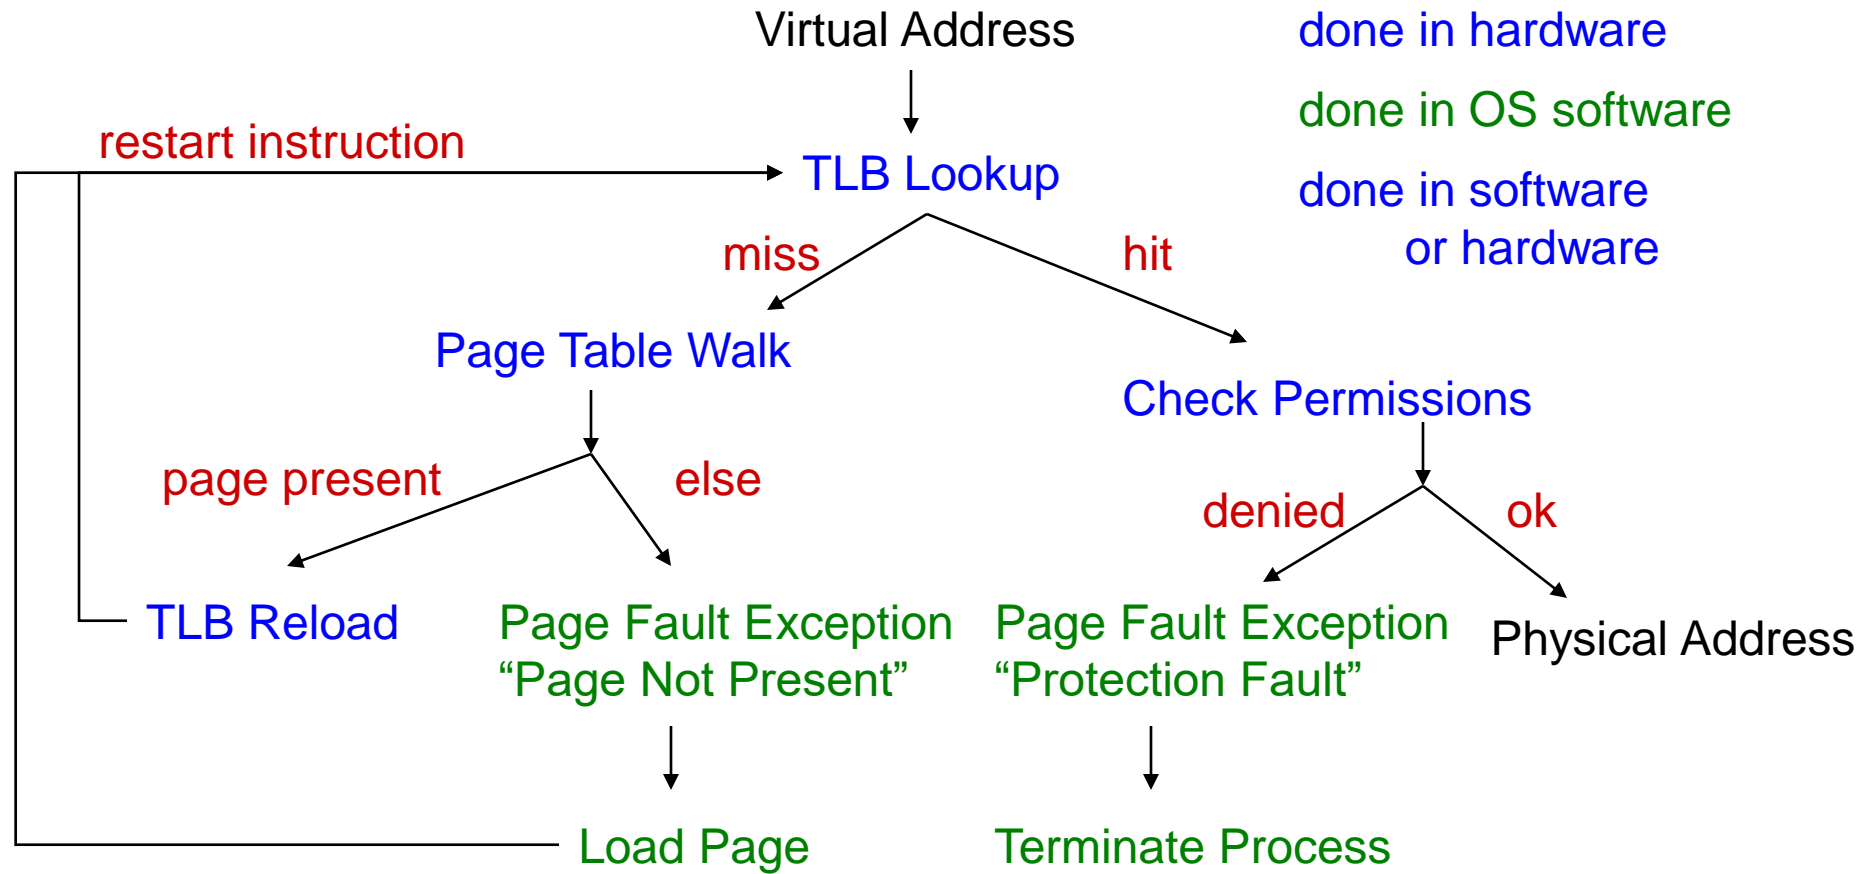 Virtual Address
done in hardware
done in OS software
restart instruction
TLB Lookup
done in software
or hardware
miss
hit
Page Table Walk
Check Permissions
page present
else
denied
ok
TLB Reload
Page Fault Exception
“Page Not Present”
Page Fault Exception
“Protection Fault”
Physical Address
Load Page
Terminate Process